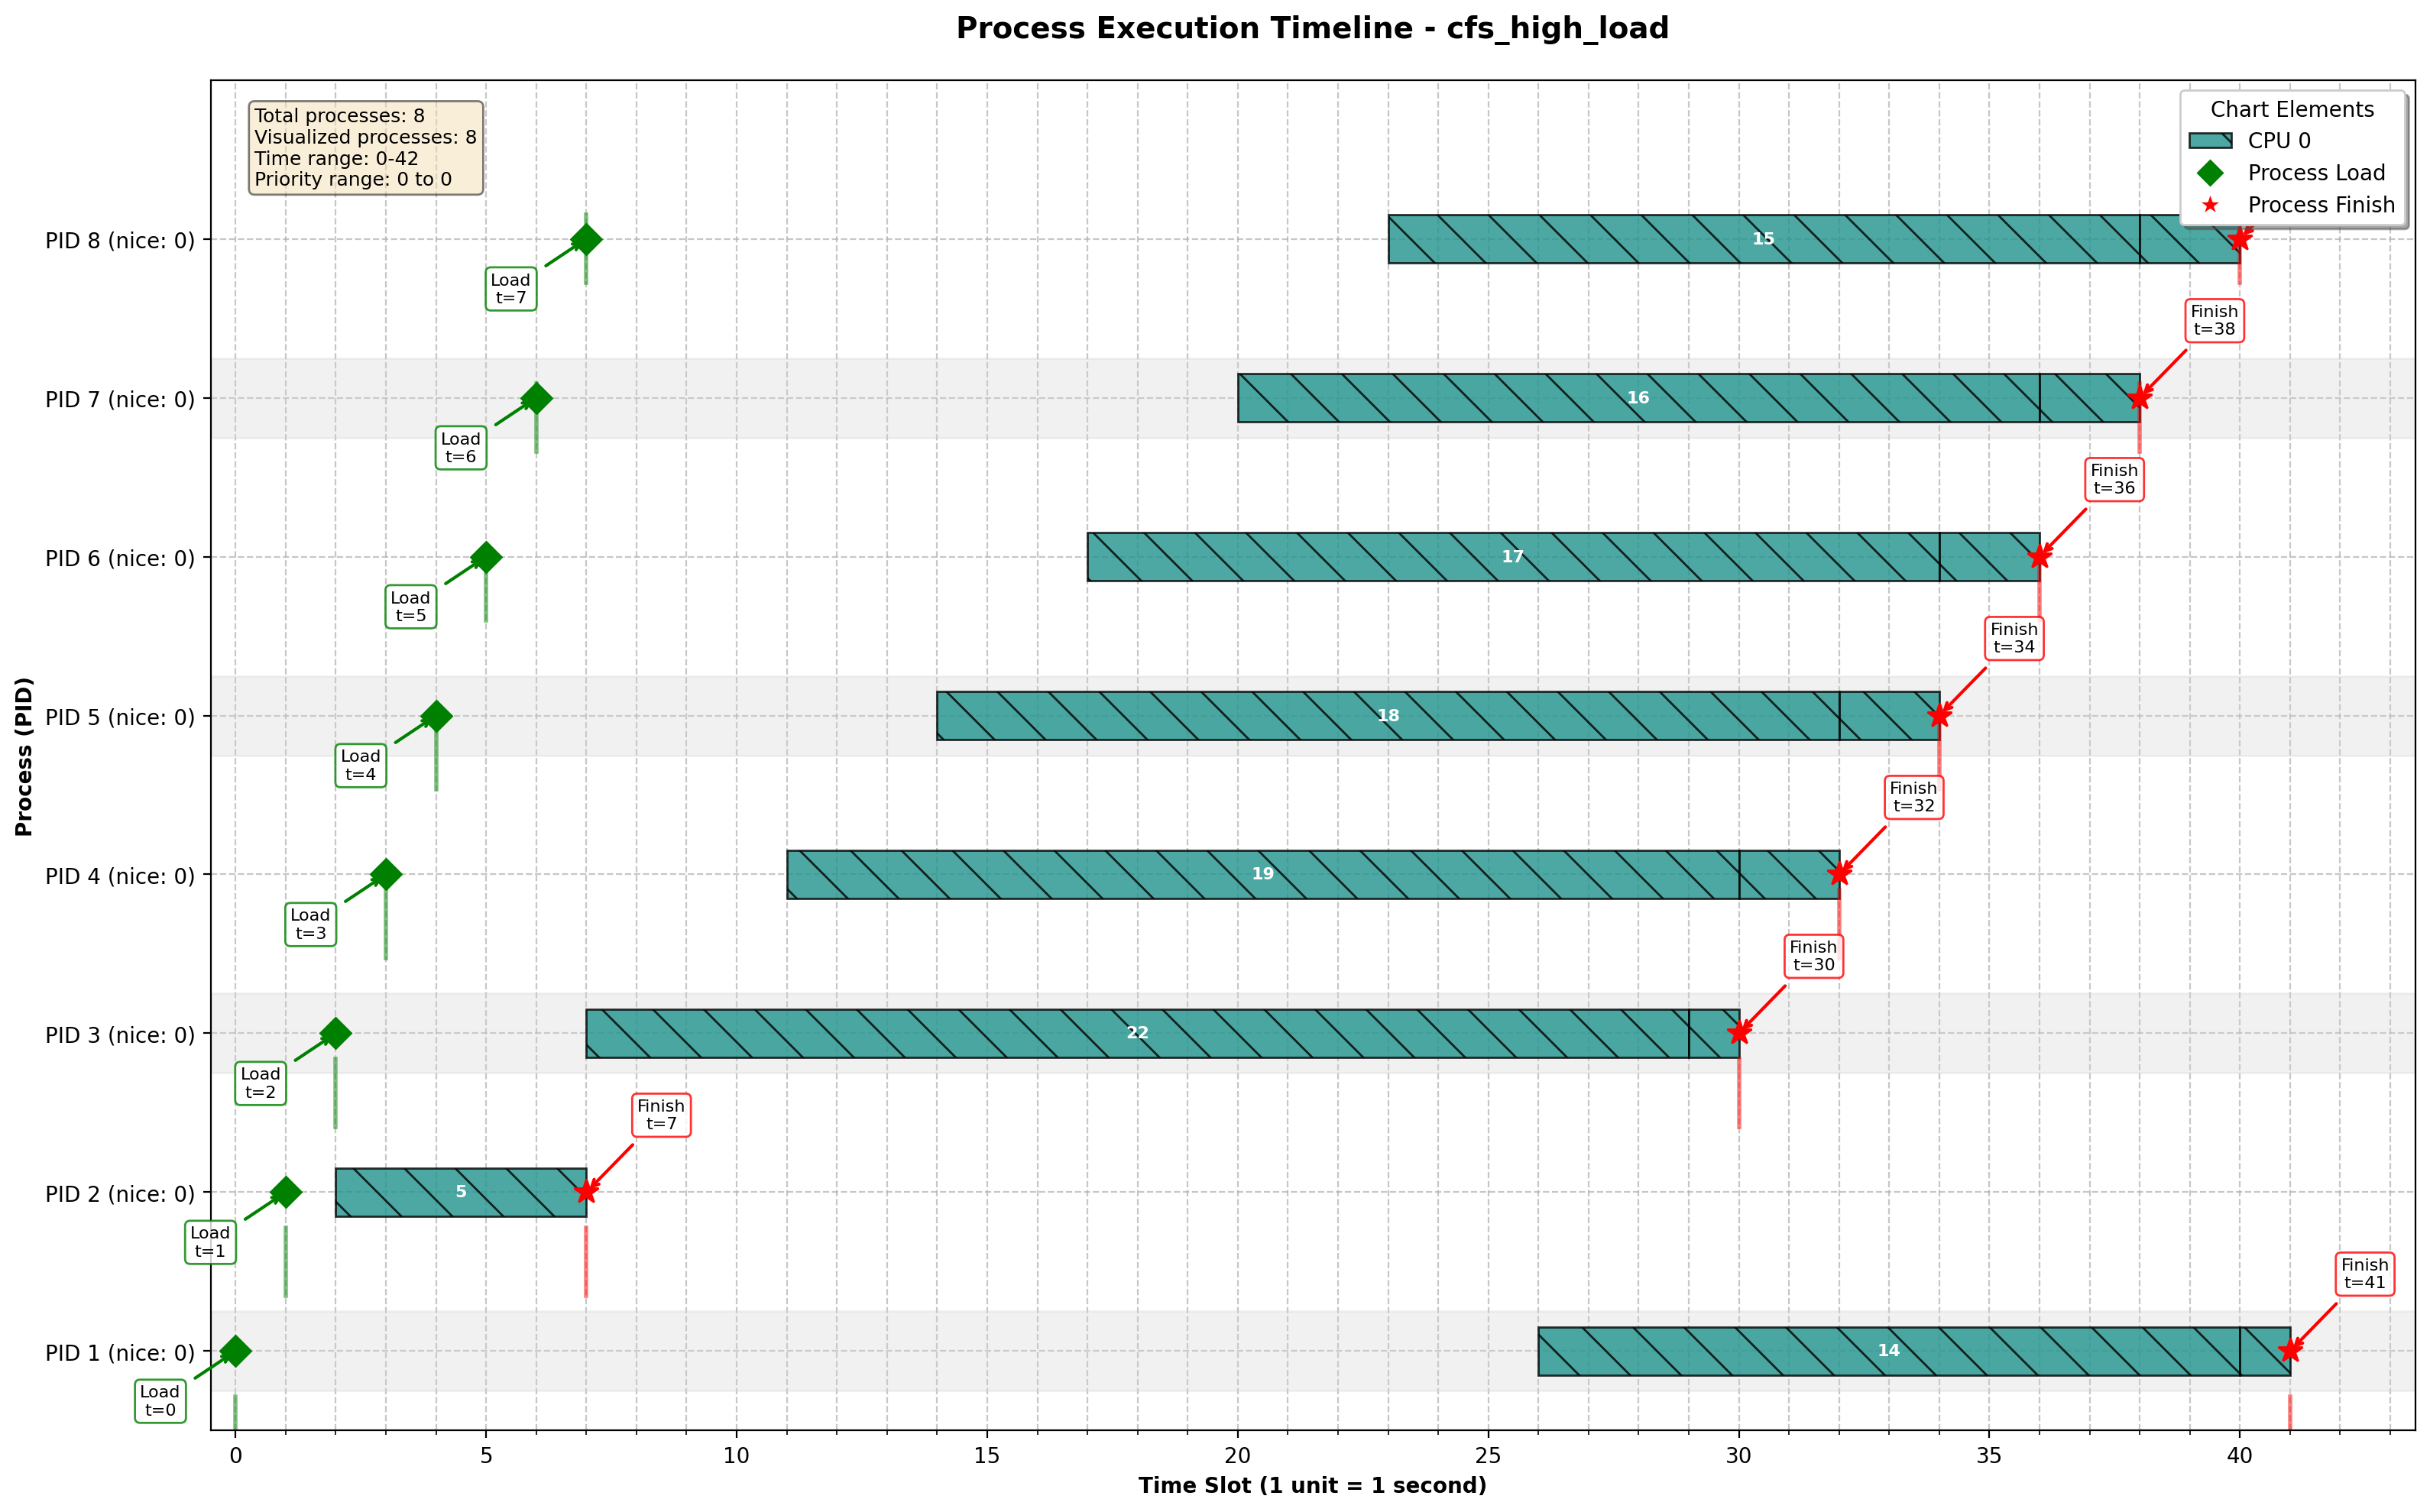 Process Execution Timeline - cfs_high_load
Total processes: 8
Visualized processes: 8
Time range: 0-42
Priority range: 0 to 0
Chart Elements
CPU 0
Process Load
Process Finish
Process (PID)
PID 8 (nice: 0)
Load
t=7
15
PID 7 (nice: 0)
Load
t=6
16
Finish
t=38
PID 6 (nice: 0)
Load
t=5
17
Finish
t=36
PID 5 (nice: 0)
Load
t=4
18
Finish
t=34
PID 4 (nice: 0)
Load
t=3
19
Finish
t=32
PID 3 (nice: 0)
Load
t=2
22
Finish
t=30
PID 2 (nice: 0)
Load
t=1
5
Finish
t=7
PID 1 (nice: 0)
Load
t=0
14
Finish
t=41
0 5 10 15 20 25 30 35 40
Time Slot (1 unit = 1 second)